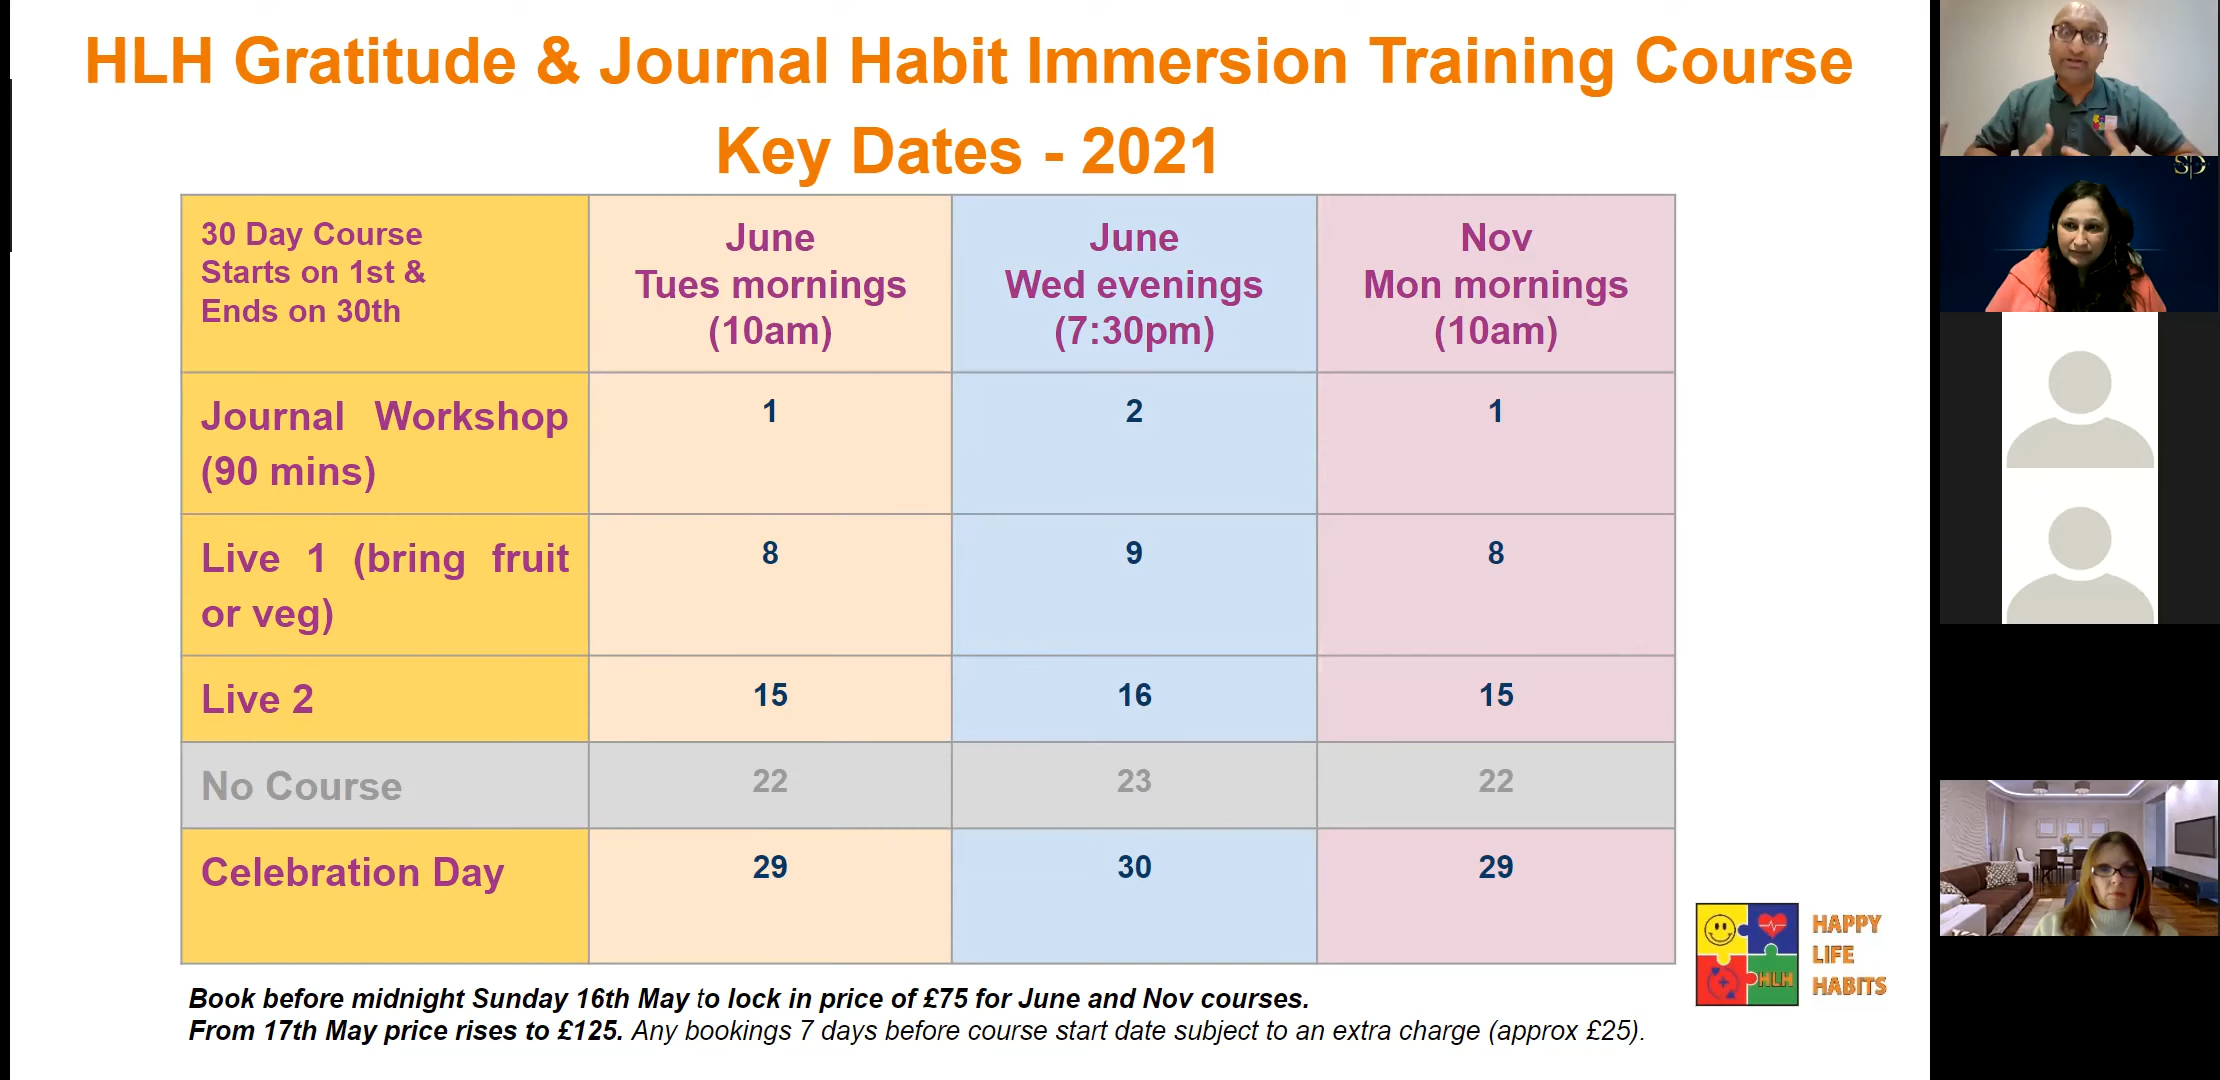 HLH Gratitude & Journal Habit Immersion Training Course
Key Dates - 2021
30 Day Course
Starts on 1st &
Ends on 30th
June
Tues mornings
(10am)
June
Wed evenings
(7:30pm)
Nov
Mon mornings
(10am)
Journal Workshop
(90 mins)
1
2
1
Live 1 (bring fruit
or veg)
8
9
8
Live 2
15
16
15
No Course
22
23
22
Celebration Day
29
30
29
Book before midnight Sunday 16th May to lock in price of £75 for June and Nov courses.
From 17th May price rises to £125. Any bookings 7 days before course start date subject to an extra charge (approx £25).
HLH
HAPPY
LIFE
HABITS